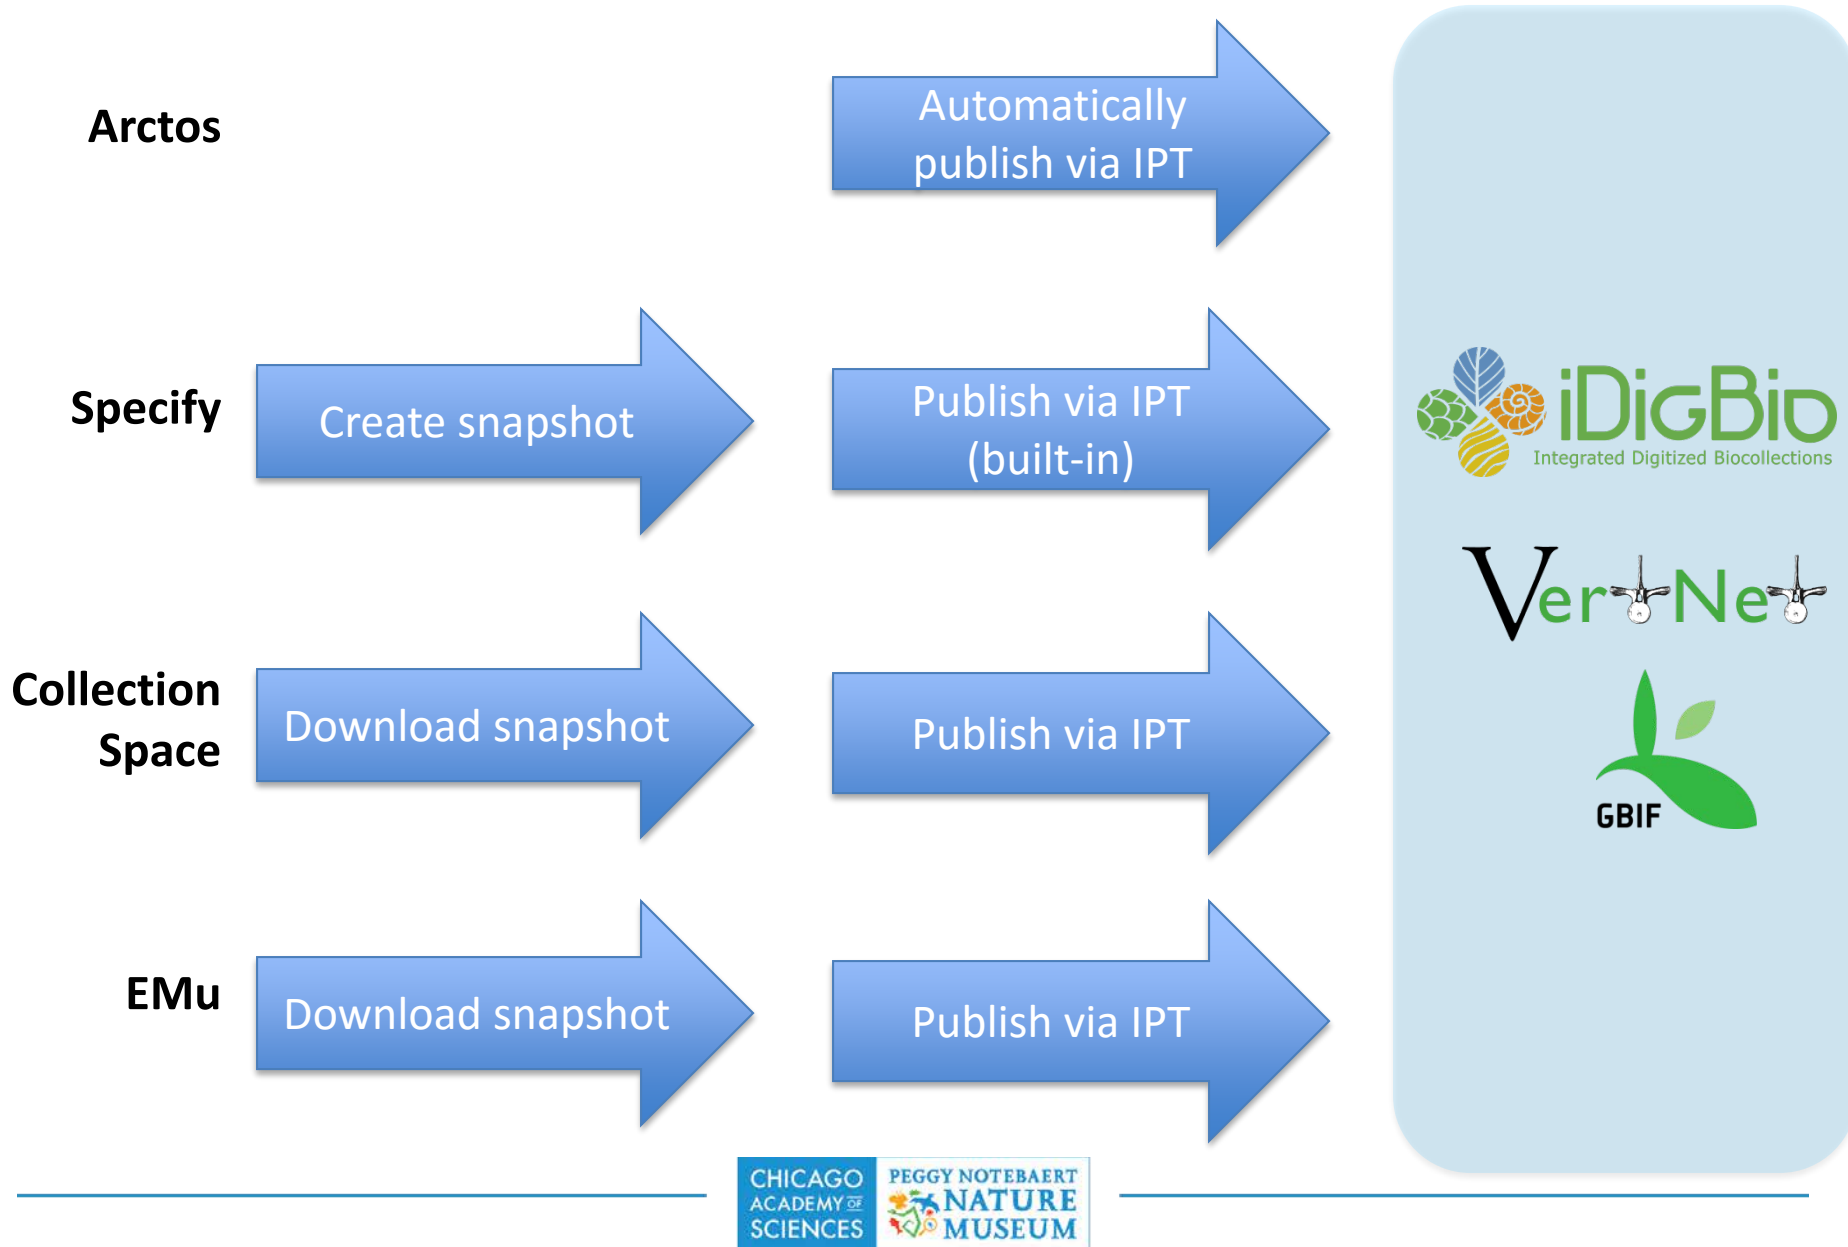 Arctos
Automatically
publish via IPT
Specify
Create snapshot
Publish via IPT
(built-in)
Collection
Space
Download snapshot
Publish via IPT
EMu
Download snapshot
Publish via IPT
iDigBio
Integrated Digitized Biocollections
VertNet
GBIF
CHICAGO
ACADEMY OF
SCIENCES
PEGGY NOTEBAERT
NATURE
MUSEUM